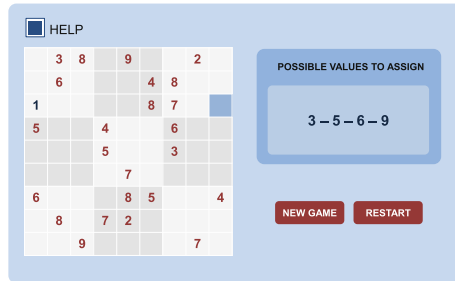 HELP
3 8 9 2
6 4 8
1 8 7
5 4 6
5 3
7
6 8 5 4
8 7 2
9 7
POSSIBLE VALUES TO ASSIGN
3 – 5 – 6 – 9
NEW GAME RESTART